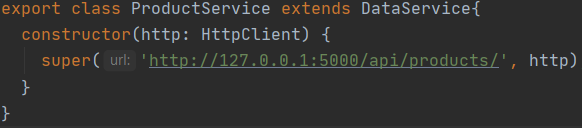 export class ProductService extends DataService{
constructor(http: HttpClient) {
super( url: 'http://127.0.0.1:5000/api/products/', http)
}
}